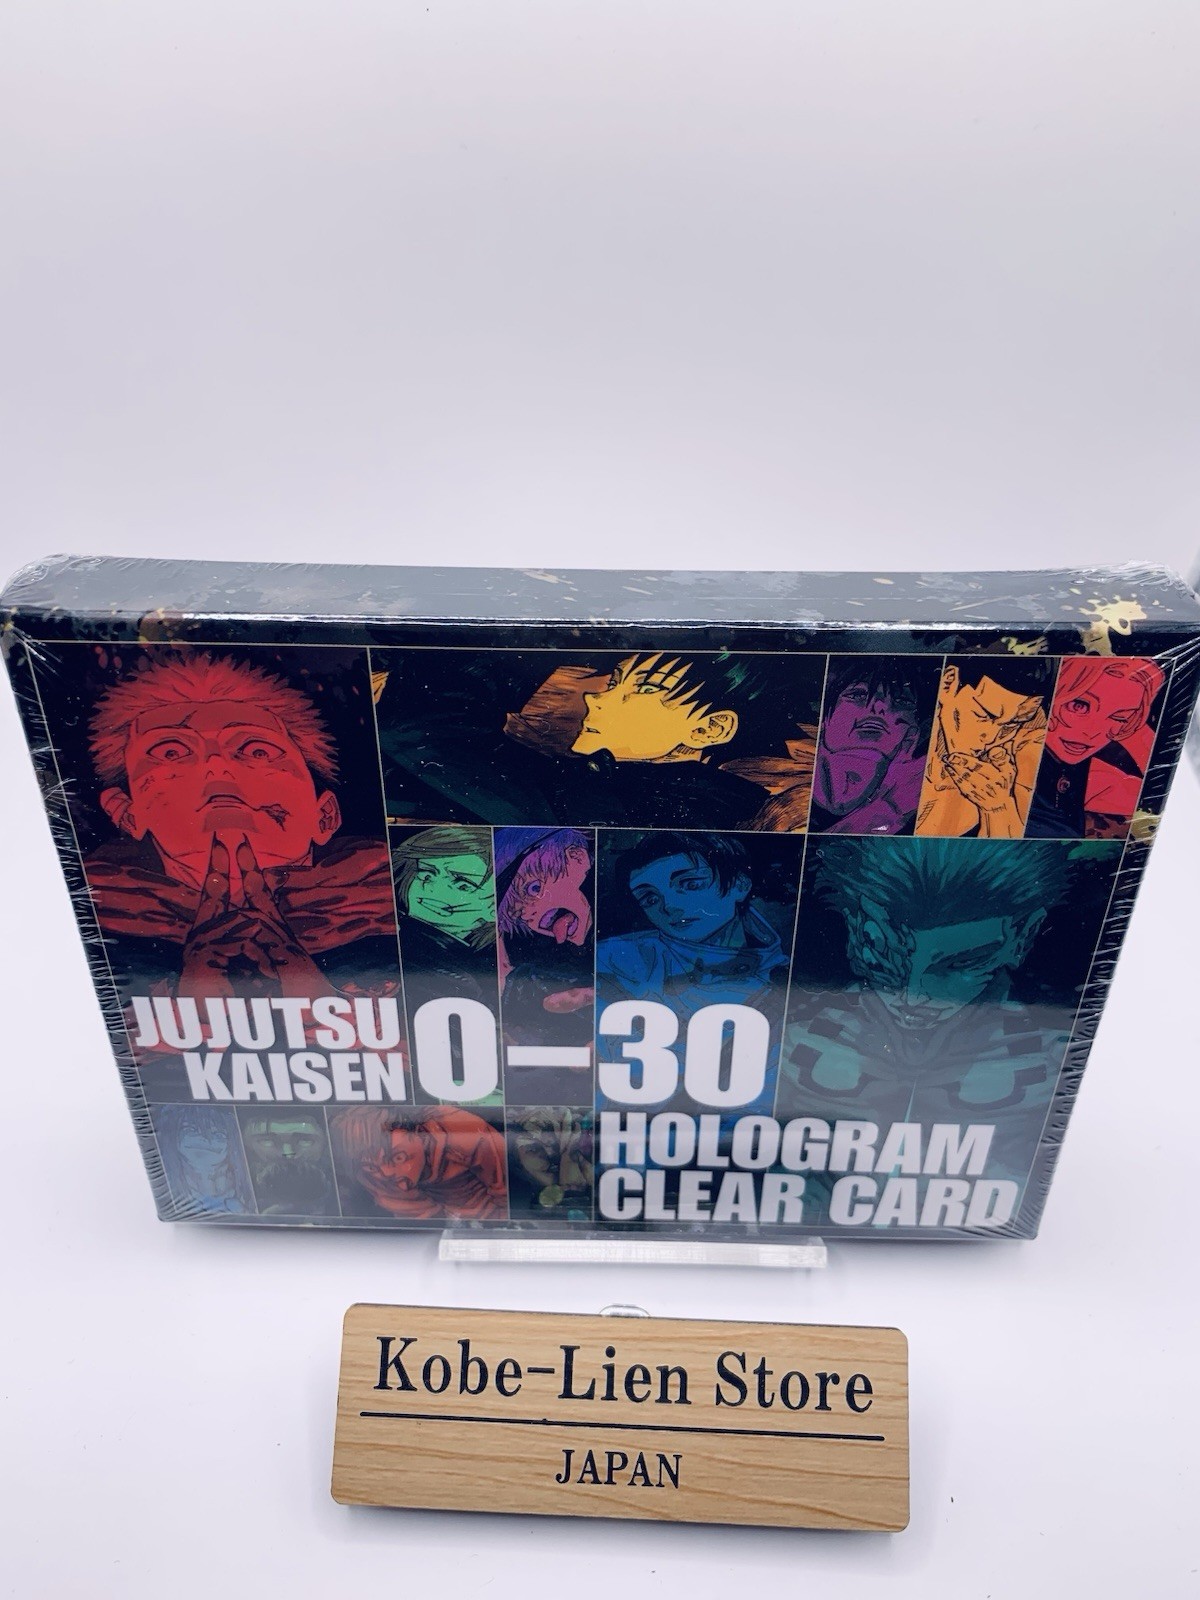 JUJUTSU
KAISEN
0-30
HOLOGRAM
CLEAR CARD
Kobe-Lien Store
JAPAN